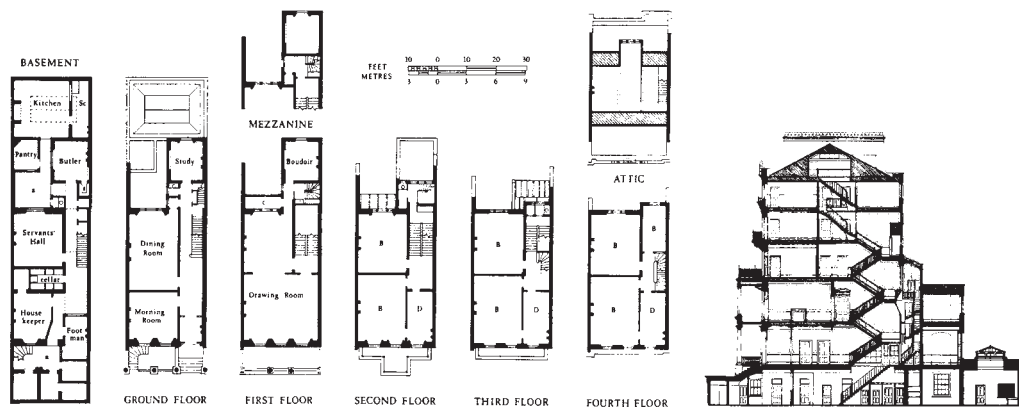 BASEMENT
Kitchen
Sc
Pantry
Butler
a
Servants'
Hall
cellar
House
keeper
Foot
man
a
Study
Dining
Room
Morning
Room
GROUND FLOOR
MEZZANINE
Boudoir
c
Drawing Room
FIRST FLOOR
FEET
METRES
10 0 10 20 30
3 0 3 6 9
B
B
D
SECOND FLOOR
B
B
D
THIRD FLOOR
ATTIC
B
B
B
D
FOURTH FLOOR